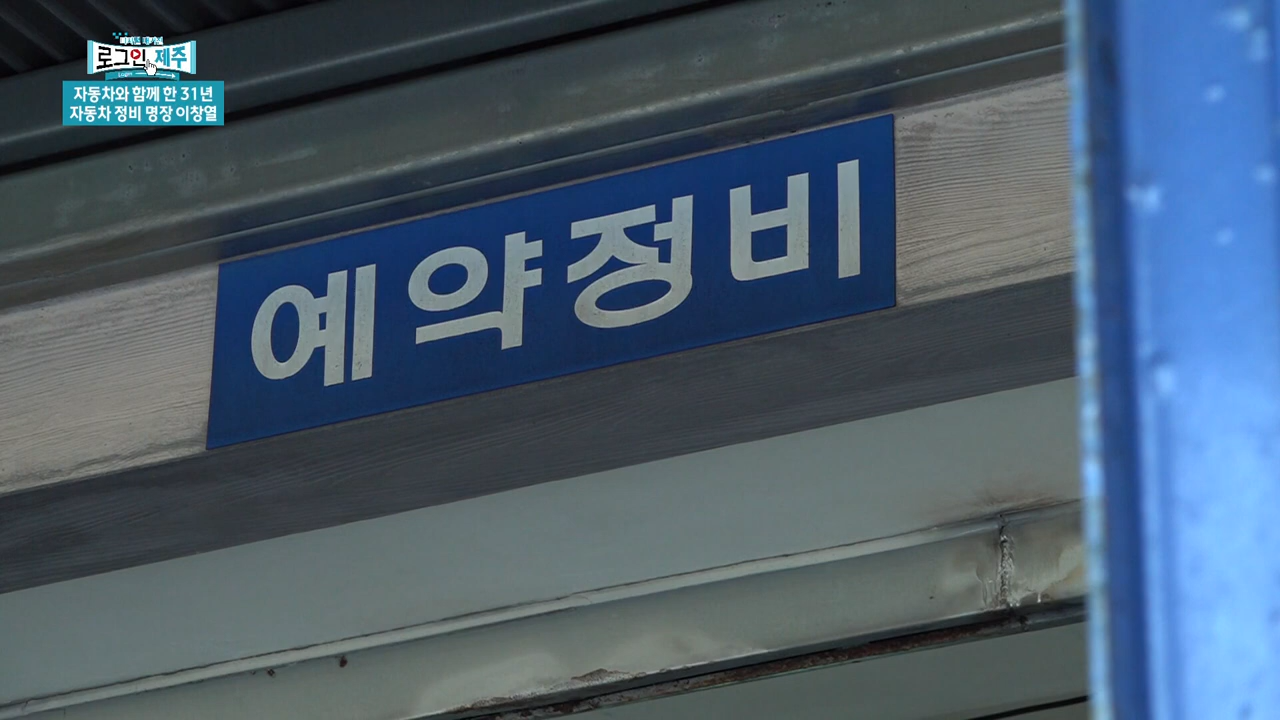 로그인 제주
자동차와 함께 한 31년
자동차 정비 명장 이창열
예약정비